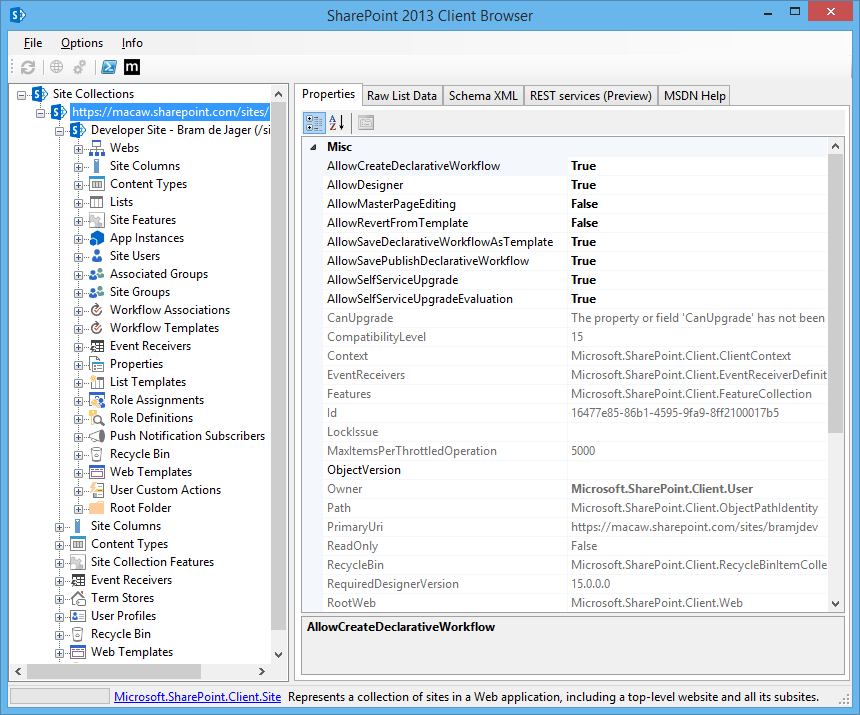 SharePoint 2013 Client Browser
File Options Info
Site Collections
https://macaw.sharepoint.com/sites/
Developer Site - Bram de Jager (/si
Webs
Site Columns
Content Types
Lists
Site Features
App Instances
Site Users
Associated Groups
Site Groups
Workflow Associations
Workflow Templates
Event Receivers
Properties
List Templates
Role Assignments
Role Definitions
Push Notification Subscribers
Recycle Bin
Web Templates
User Custom Actions
Root Folder
Site Columns
Content Types
Site Collection Features
Event Receivers
Term Stores
User Profiles
Recycle Bin
Web Templates
Properties Raw List Data Schema XML REST services (Preview) MSDN Help
Misc
AllowCreateDeclarativeWorkflow True
AllowDesigner True
AllowMasterPageEditing False
AllowRevertFromTemplate False
AllowSaveDeclarativeWorkflowAsTemplate True
AllowSavePublishDeclarativeWorkflow True
AllowSelfServiceUpgrade True
AllowSelfServiceUpgradeEvaluation True
CanUpgrade The property or field 'CanUpgrade' has not been
CompatibilityLevel 15
Context Microsoft.SharePoint.Client.ClientContext
EventReceivers Microsoft.SharePoint.Client.EventReceiverDefinit
Features Microsoft.SharePoint.Client.FeatureCollection
Id 16477e85-86b1-4595-9fa9-8ff2100017b5
LockIssue
MaxItemsPerThrottledOperation 5000
ObjectVersion
Owner Microsoft.SharePoint.Client.User
Path Microsoft.SharePoint.Client.ObjectPathIdentity
PrimaryUri https://macaw.sharepoint.com/sites/bramjdev
ReadOnly False
RecycleBin Microsoft.SharePoint.Client.RecycleBinItemColle
RequiredDesignerVersion 15.0.0.0
RootWeb Microsoft.SharePoint.Client.Web
AllowCreateDeclarativeWorkflow
Microsoft.SharePoint.Client.Site Represents a collection of sites in a Web application, including a top-level website and all its subsites.